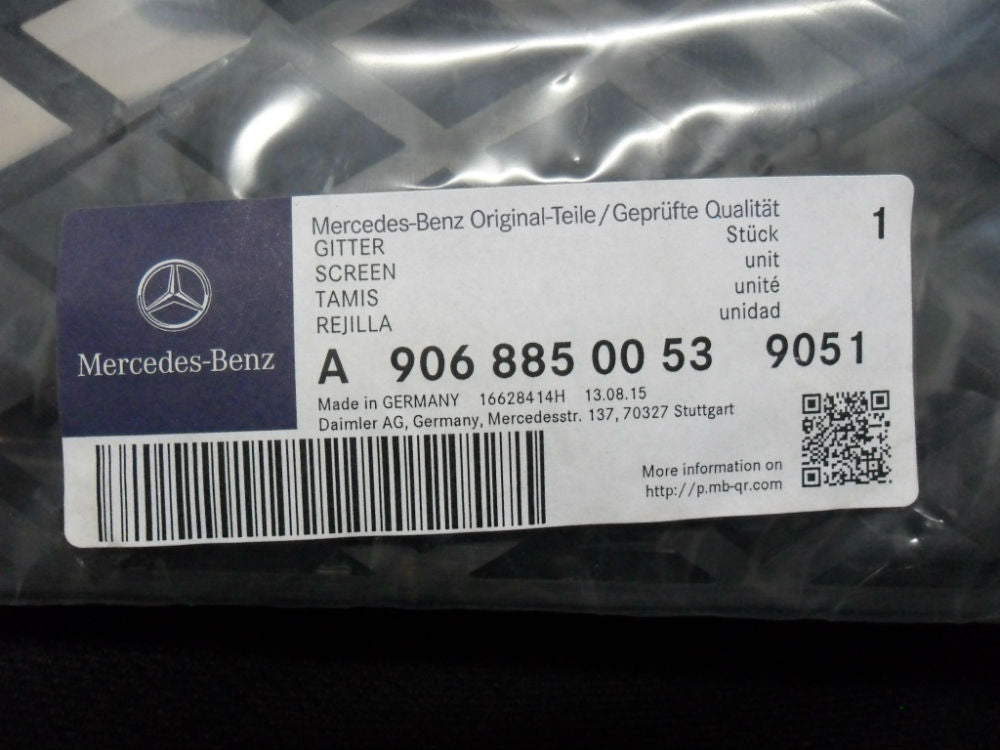 Mercedes-Benz
Mercedes-Benz Original-Teile/Geprüfte Qualität
GITTER Stück 1
SCREEN unit
TAMIS unité
REJILLA unidad
A 906 885 00 53 9051
Made in GERMANY 16628414H 13.08.15
Daimler AG, Germany, Mercedesstr. 137, 70327 Stuttgart
More information on
http://p.mb-qr.com